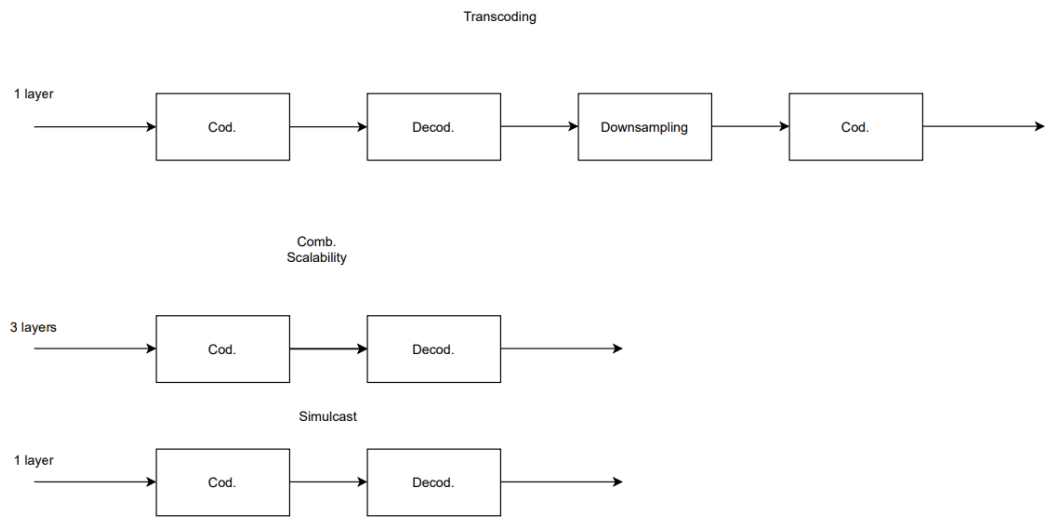 Transcoding
1 layer
Cod.
Decod.
Downsampling
Cod.
Comb.
Scalability
3 layers
Cod.
Decod.
Simulcast
1 layer
Cod.
Decod.